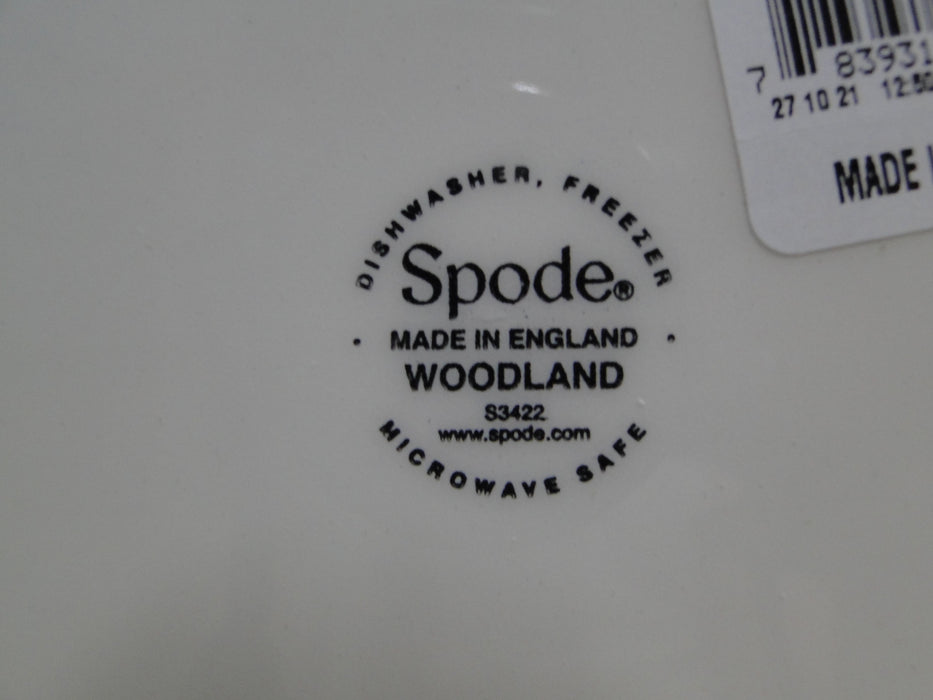 7 83931
27 10 21 12:50
MADE
DISHWASHER, FREEZER
Spode®
· MADE IN ENGLAND ·
WOODLAND
S3422
www.spode.com
MICROWAVE SAFE